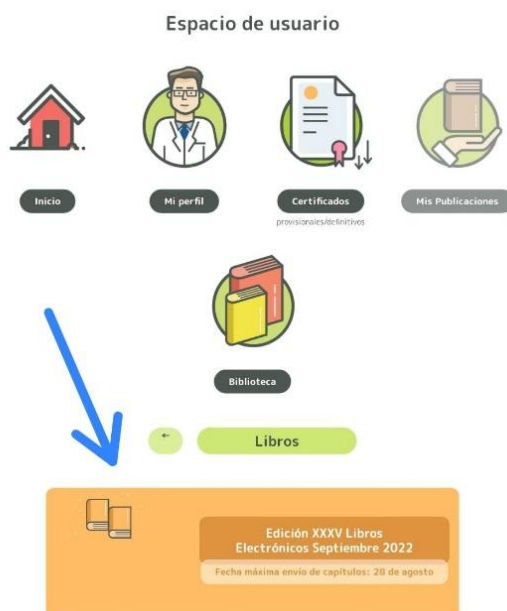 Espacio de usuario
Inicio
Mi perfil
Certificados
Mis Publicaciones
provisionales/definitivos
Biblioteca
Libros
Edición XXXV Libros
Electrónicos Septiembre 2022
Fecha máxima envío de capítulos: 28 de agosto